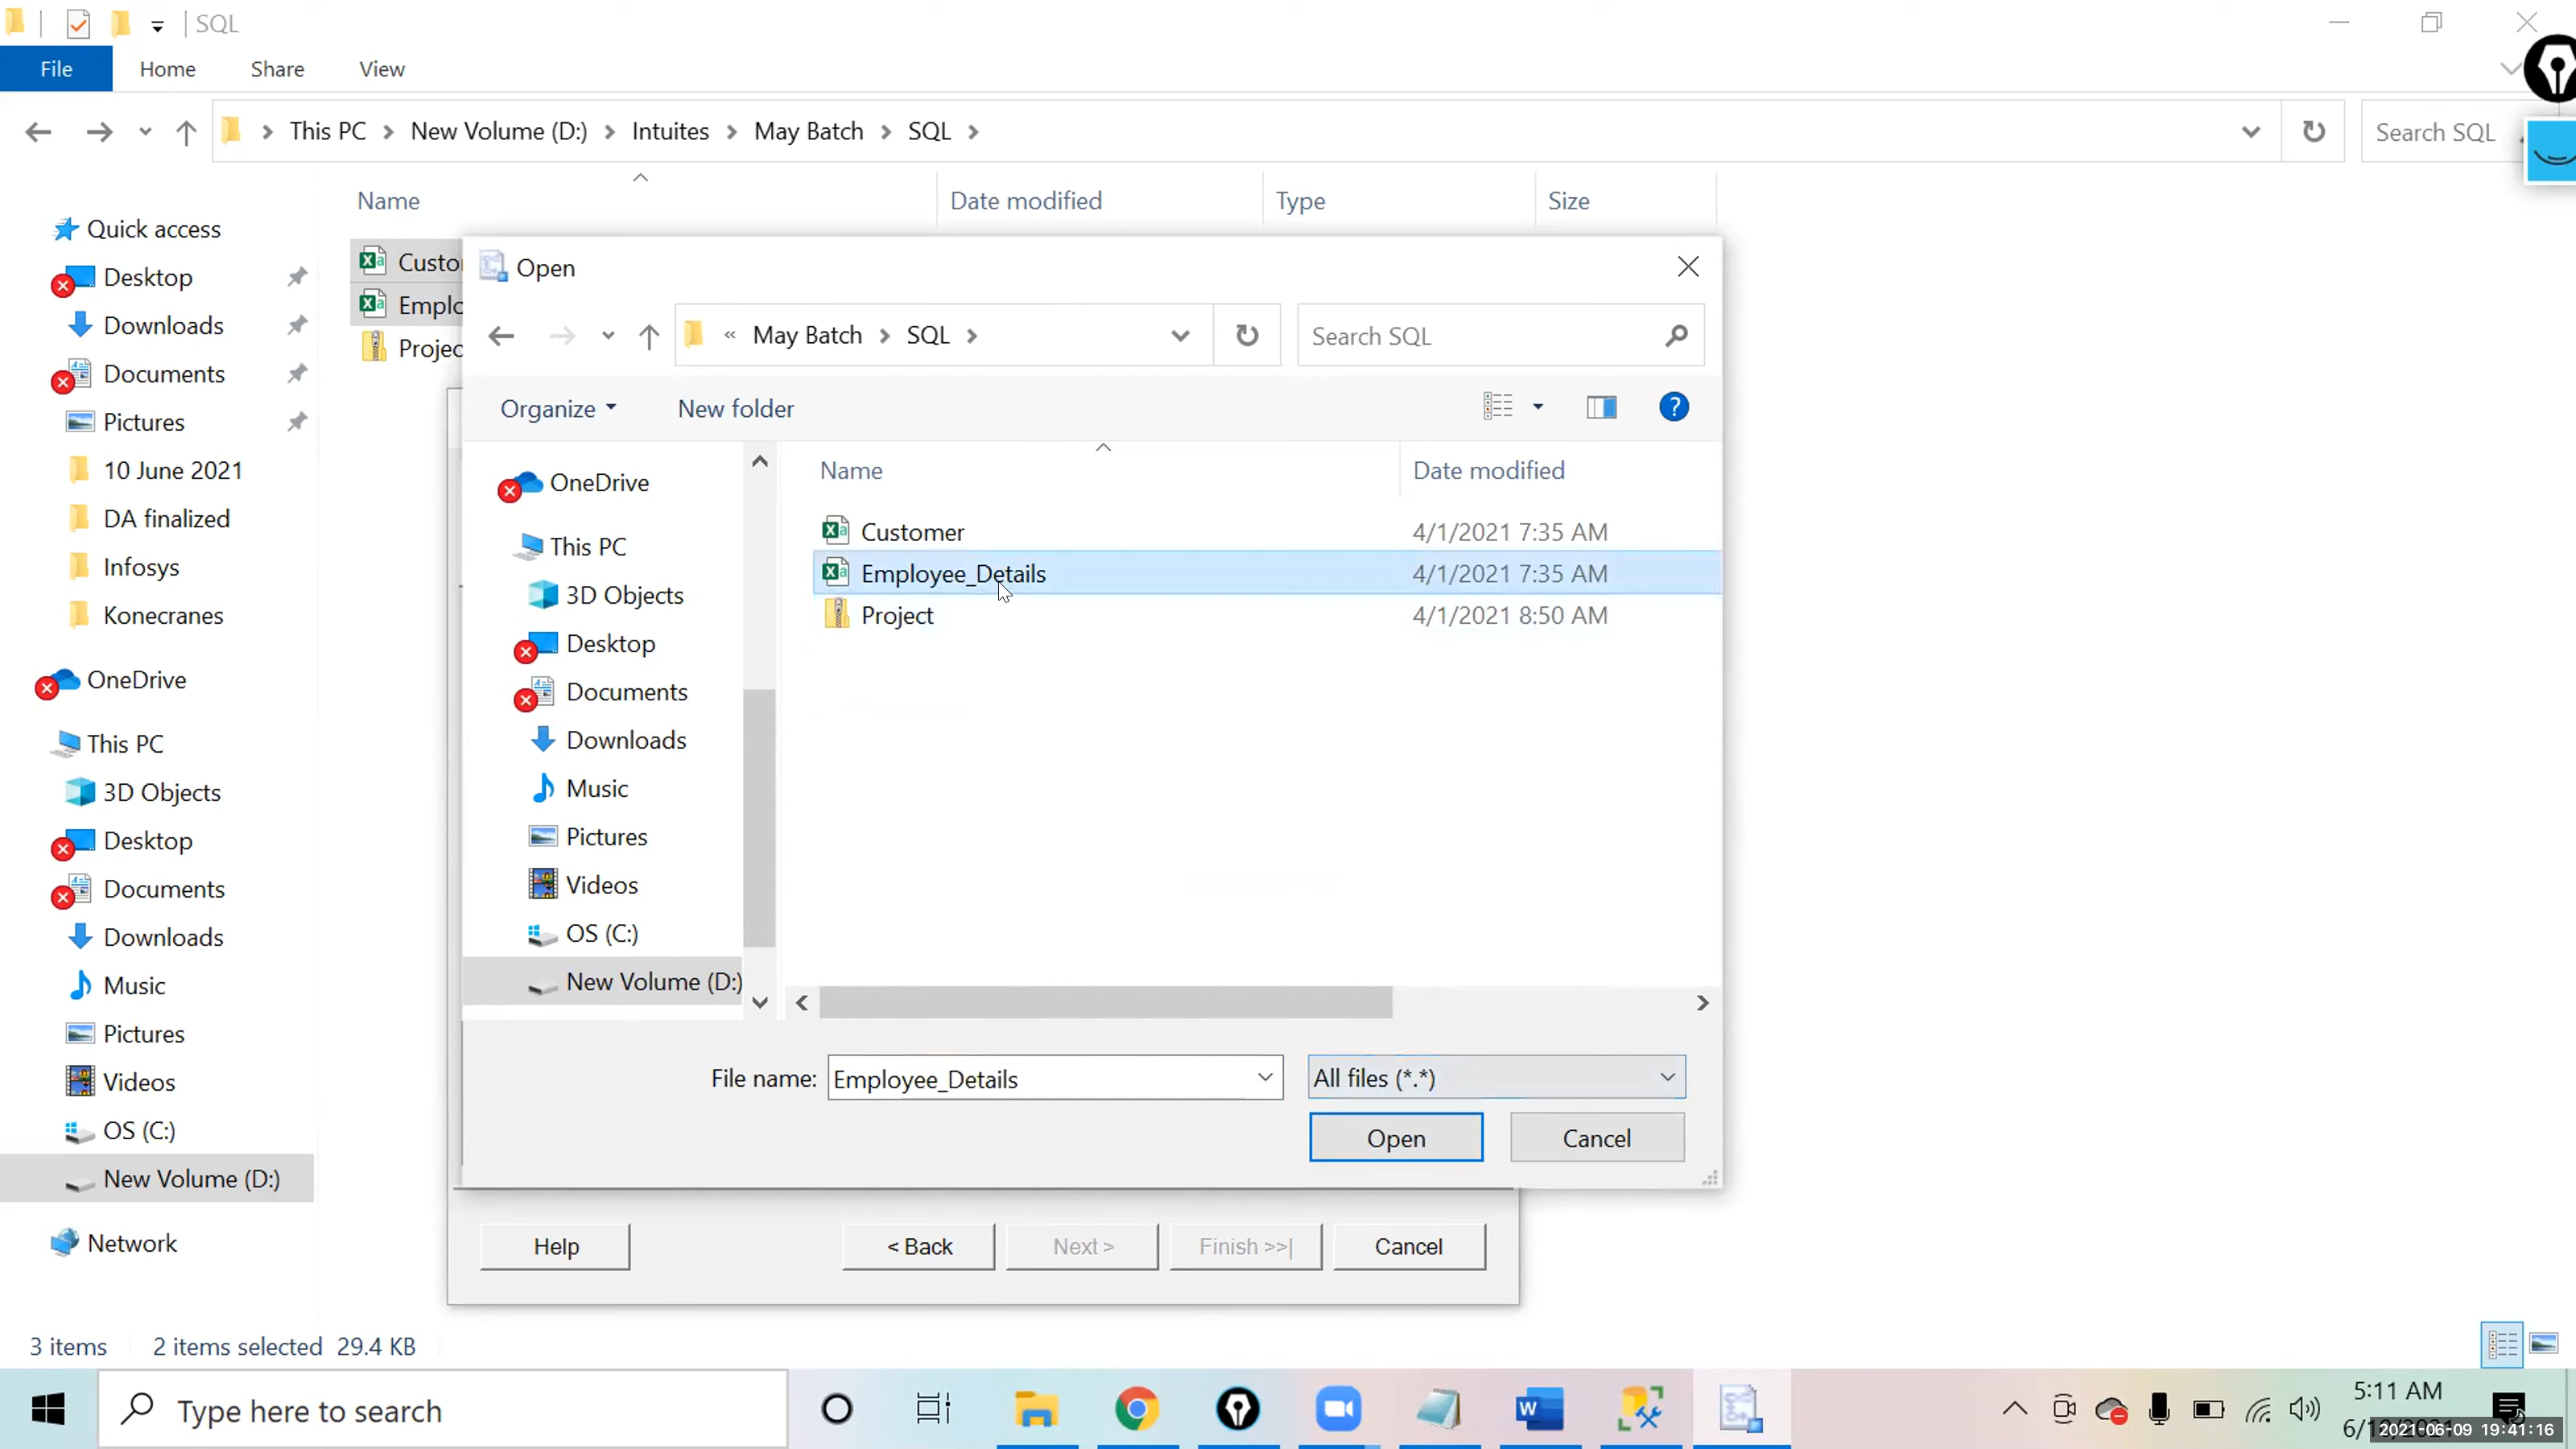 SQL
File Home Share View
This PC New Volume (D:) Intuites May Batch SQL
Search SQL
Name Date modified Type Size
Quick access
Desktop
Downloads
Documents
Pictures
10 June 2021
DA finalized
Infosys
Konecranes
OneDrive
This PC
3D Objects
Desktop
Documents
Downloads
Music
Pictures
Videos
OS (C:)
New Volume (D:)
Network
Custo
Emplo
Projec
Open
« May Batch SQL
Search SQL
Organize New folder
?
OneDrive
This PC
3D Objects
Desktop
Documents
Downloads
Music
Pictures
Videos
OS (C:)
New Volume (D:)
Name Date modified
Customer 4/1/2021 7:35 AM
Employee_Details 4/1/2021 7:35 AM
Project 4/1/2021 8:50 AM
File name: Employee_Details All files (*.*)
Open Cancel
Help < Back Next > Finish >>| Cancel
3 items 2 items selected 29.4 KB
Type here to search
5:11 AM
2021-06-09 19:41:16